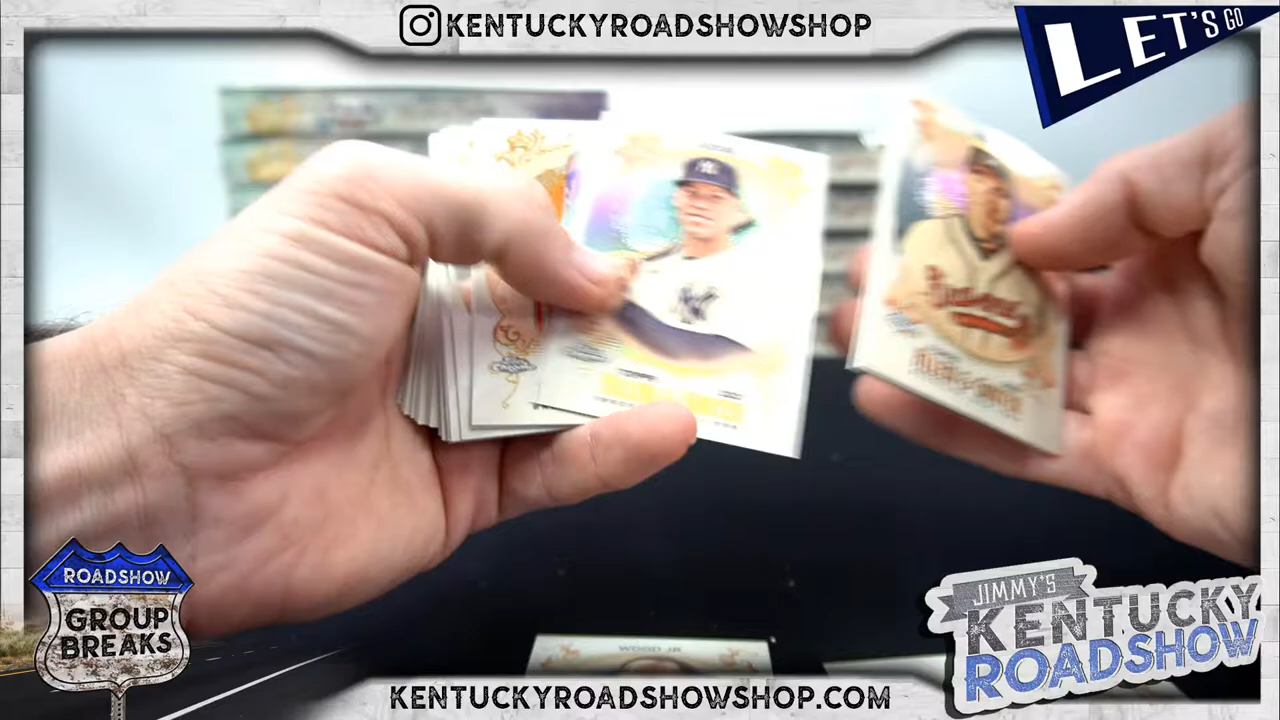 KENTUCKYROADSHOWSHOP
LET'S GO
WOOD JR
ROADSHOW
GROUP
BREAKS
JIMMY'S
KENTUCKY
ROADSHOW
KENTUCKYROADSHOWSHOP.COM